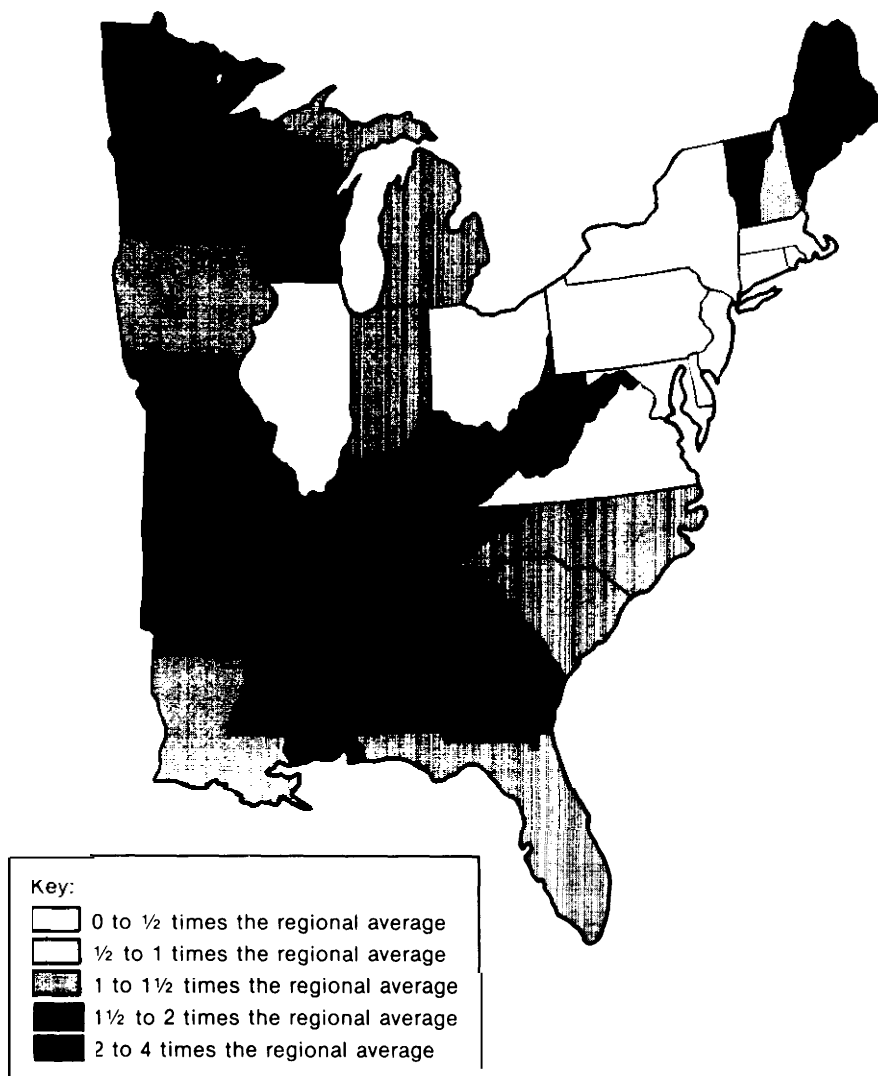 Key:
0 to ½ times the regional average
½ to 1 times the regional average
1 to 1½ times the regional average
1½ to 2 times the regional average
2 to 4 times the regional average